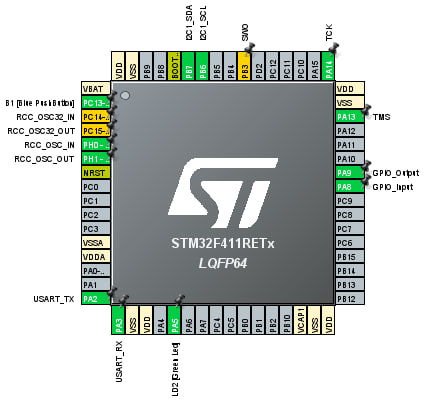 I2C1_SDA
I2C1_SCL
SWO
TCK
VDD
VSS
PB9
PB8
BOOT..
PB7
PB6
PB5
PB4
PB3
PD2
PC12
PC11
PC10
PA15
PA14
B1 [Blue PushButton]
RCC_OSC32_IN
RCC_OSC32_OUT
RCC_OSC_IN
RCC_OSC_OUT
USART_TX
VBAT
PC13-..
PC14-..
PC15-..
PH0-..
PH1-..
NRST
PC0
PC1
PC2
PC3
VSSA
VDDA
PA0-..
PA1
PA2
STM32F411RETx
LQFP64
VDD
VSS
PA13
PA12
PA11
PA10
PA9
PA8
PC9
PC8
PC7
PC6
PB15
PB14
PB13
PB12
TMS
GPIO_Output
GPIO_Input
PA3
VSS
VDD
PA4
PA5
PA6
PA7
PC4
PC5
PB0
PB1
PB2
PB10
VCAP1
VSS
VDD
USART_RX
LD2 [Green Led]